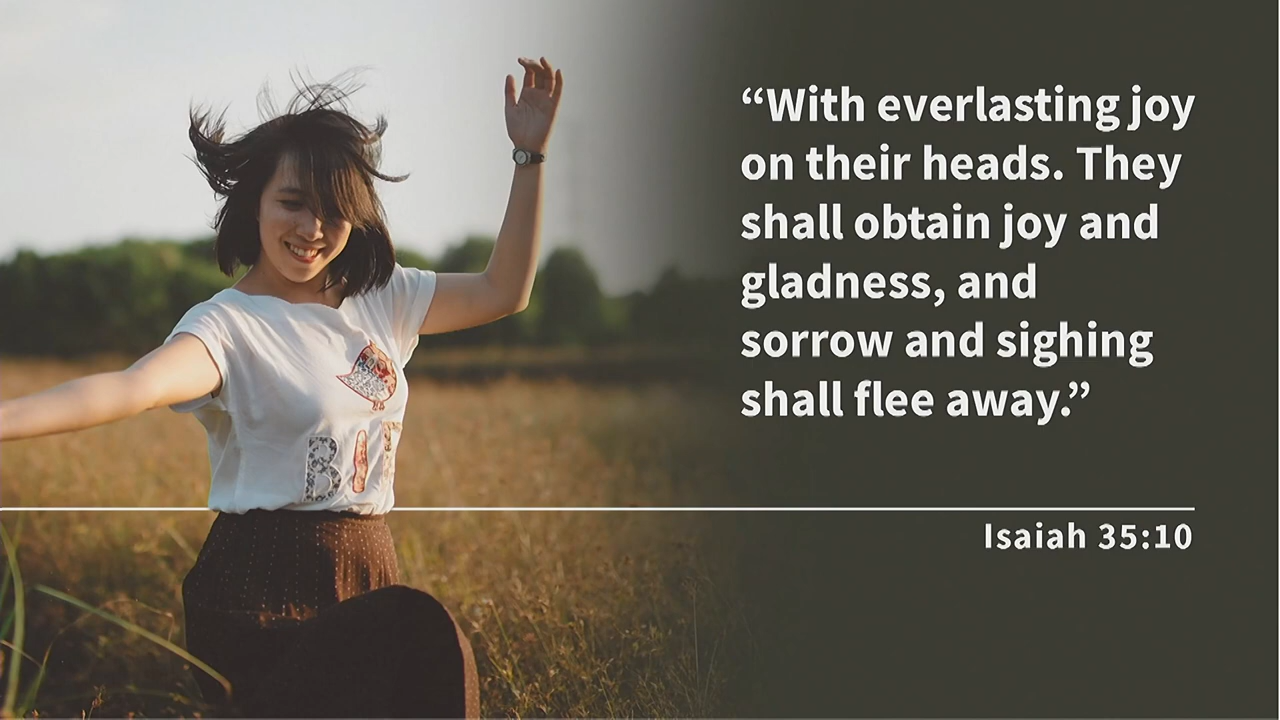 “With everlasting joy
on their heads. They
shall obtain joy and
gladness, and
sorrow and sighing
shall flee away.”
Isaiah 35:10